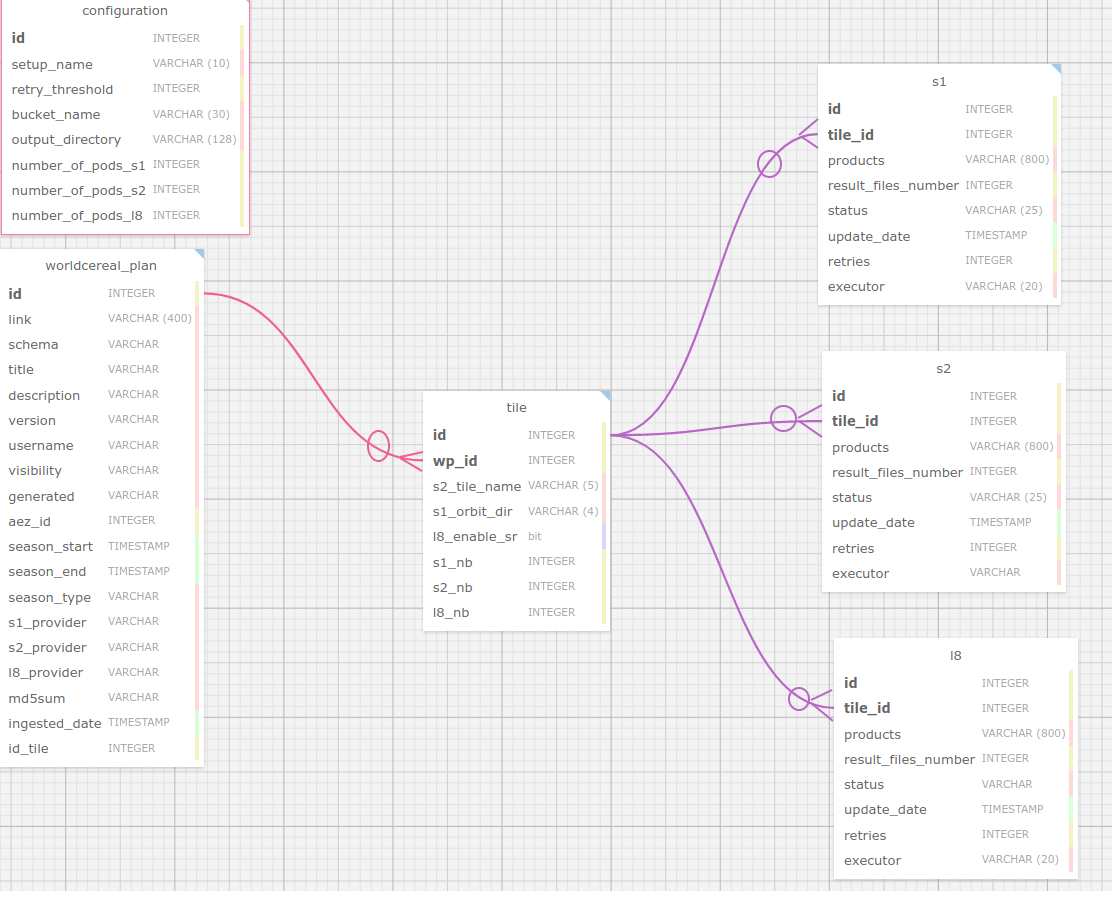 configuration
id INTEGER
setup_name VARCHAR (10)
retry_threshold INTEGER
bucket_name VARCHAR (30)
output_directory VARCHAR (128)
number_of_pods_s1 INTEGER
number_of_pods_s2 INTEGER
number_of_pods_l8 INTEGER
worldcereal_plan
id INTEGER
link VARCHAR (400)
schema VARCHAR
title VARCHAR
description VARCHAR
version VARCHAR
username VARCHAR
visibility VARCHAR
generated VARCHAR
aez_id INTEGER
season_start TIMESTAMP
season_end TIMESTAMP
season_type VARCHAR
s1_provider VARCHAR
s2_provider VARCHAR
l8_provider VARCHAR
md5sum VARCHAR
ingested_date TIMESTAMP
id_tile INTEGER
tile
id INTEGER
wp_id INTEGER
s2_tile_name VARCHAR (5)
s1_orbit_dir VARCHAR (4)
l8_enable_sr bit
s1_nb INTEGER
s2_nb INTEGER
l8_nb INTEGER
s1
id INTEGER
tile_id INTEGER
products VARCHAR (800)
result_files_number INTEGER
status VARCHAR (25)
update_date TIMESTAMP
retries INTEGER
executor VARCHAR (20)
s2
id INTEGER
tile_id INTEGER
products VARCHAR (800)
result_files_number INTEGER
status VARCHAR (25)
update_date TIMESTAMP
retries INTEGER
executor VARCHAR
l8
id INTEGER
tile_id INTEGER
products VARCHAR (800)
result_files_number INTEGER
status VARCHAR
update_date TIMESTAMP
retries INTEGER
executor VARCHAR (20)